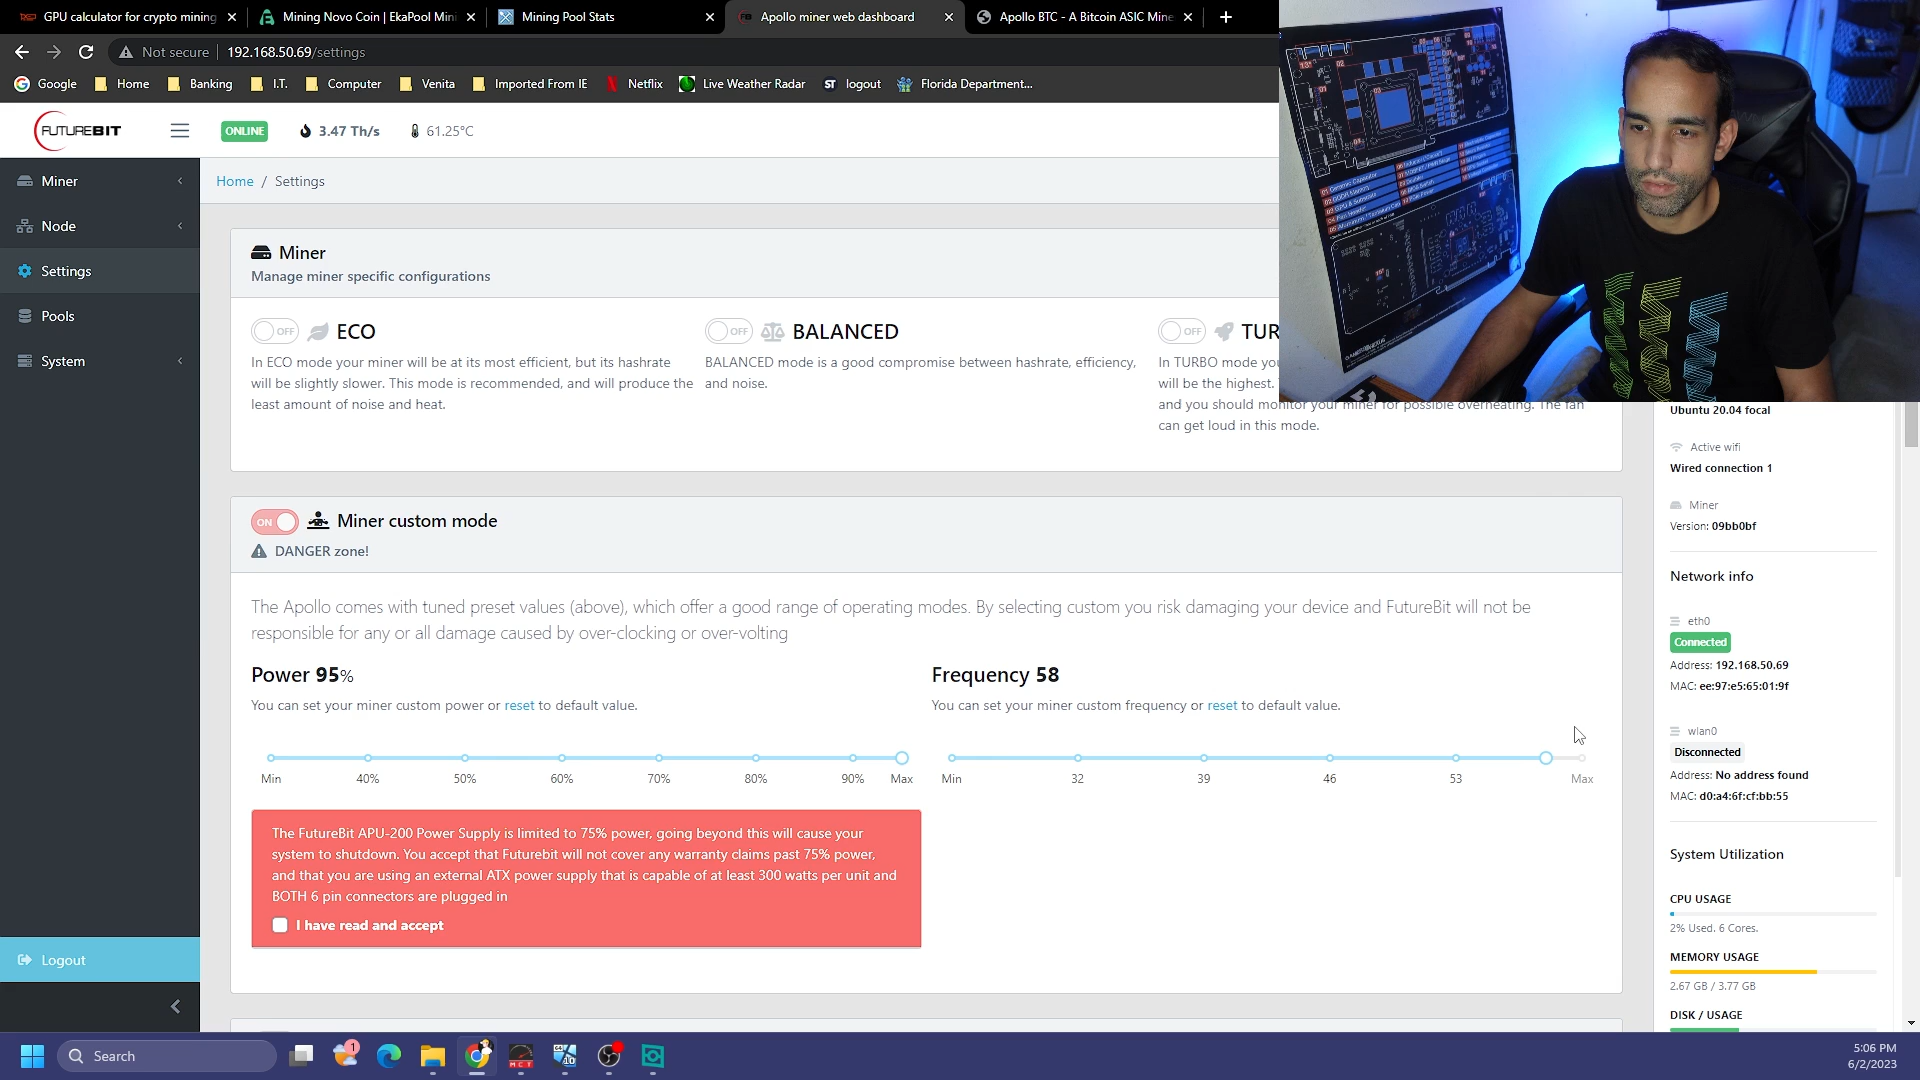 GPU calculator for crypto mining
Mining Novo Coin | EkaPool Mini
Mining Pool Stats
Apollo miner web dashboard
Apollo BTC - A Bitcoin ASIC Mine
Not secure
192.168.50.69/settings
Google
Home
Banking
I.T.
Computer
Venita
Imported From IE
Netflix
Live Weather Radar
ST
logout
Florida Department...
FUTUREBIT
ONLINE
3.47 Th/s
61.25°C
Miner
Node
Settings
Pools
System
Logout
Home / Settings
Miner
Manage miner specific configurations
OFF
ECO
In ECO mode your miner will be at its most efficient, but its hashrate
will be slightly slower. This mode is recommended, and will produce the
least amount of noise and heat.
OFF
BALANCED
BALANCED mode is a good compromise between hashrate, efficiency,
and noise.
OFF
TUR
In TURBO mode you
will be the highest.
and you should monitor your miner for possible overheating. The fan
can get loud in this mode.
ON
Miner custom mode
DANGER zone!
The Apollo comes with tuned preset values (above), which offer a good range of operating modes. By selecting custom you risk damaging your device and FutureBit will not be
responsible for any or all damage caused by over-clocking or over-volting
Power 95%
You can set your miner custom power or reset to default value.
Min 40% 50% 60% 70% 80% 90% Max
Frequency 58
You can set your miner custom frequency or reset to default value.
Min 32 39 46 53 Max
The FutureBit APU-200 Power Supply is limited to 75% power, going beyond this will cause your
system to shutdown. You accept that Futurebit will not cover any warranty claims past 75% power,
and that you are using an external ATX power supply that is capable of at least 300 watts per unit and
BOTH 6 pin connectors are plugged in
I have read and accept
Ubuntu 20.04 focal
Active wifi
Wired connection 1
Miner
Version: 09bb0bf
Network info
eth0
Connected
Address: 192.168.50.69
MAC: ee:97:e5:65:01:9f
wlan0
Disconnected
Address: No address found
MAC: d0:a4:6f:cf:bb:55
System Utilization
CPU USAGE
2% Used. 6 Cores.
MEMORY USAGE
2.67 GB / 3.77 GB
DISK / USAGE
Search
1
MCT
10
5:06 PM
6/2/2023